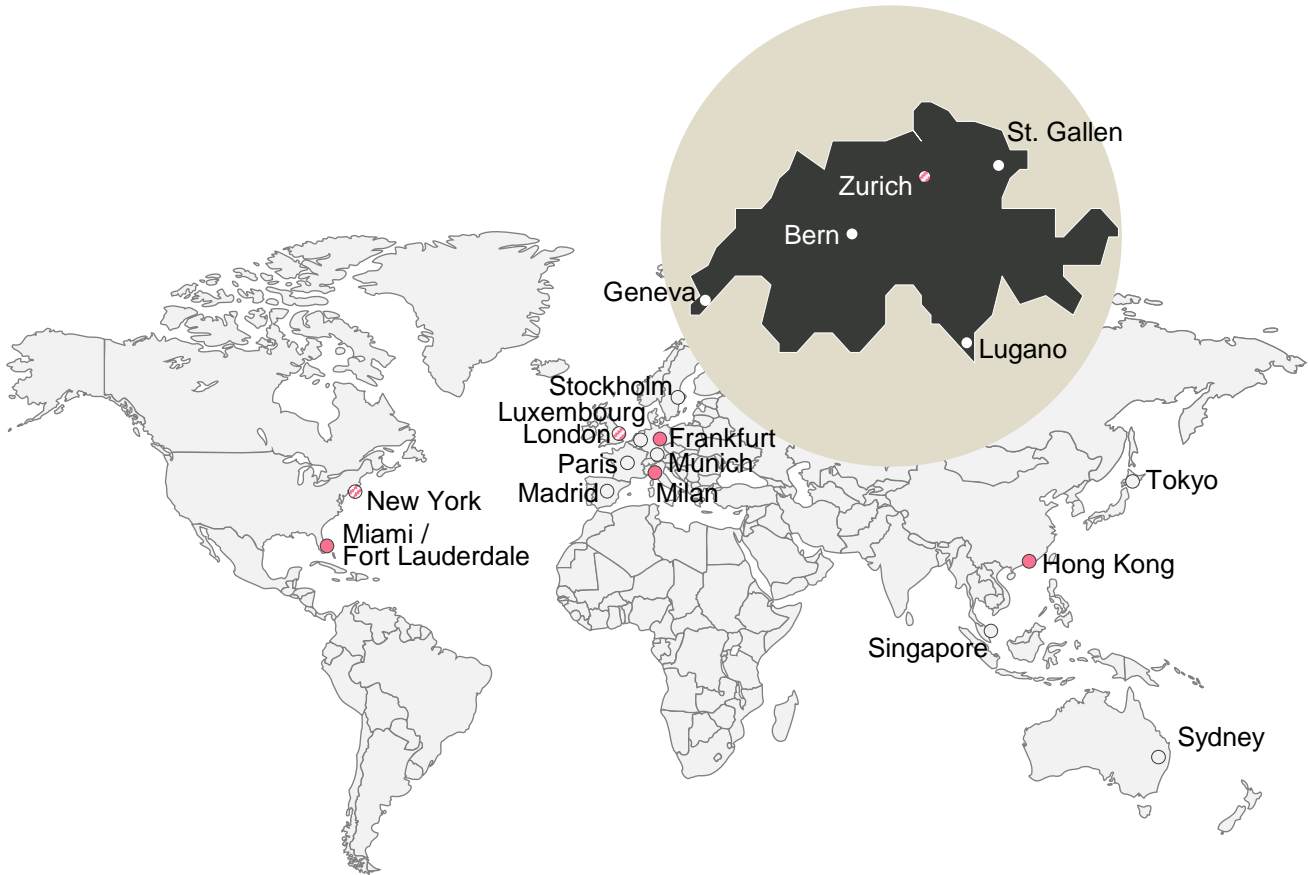 St. Gallen
Zurich
Bern
Geneva
Lugano
Stockholm
Luxembourg
London
Frankfurt
Paris
Munich
Madrid
Milan
New York
Miami /
Fort Lauderdale
Tokyo
Hong Kong
Singapore
Sydney